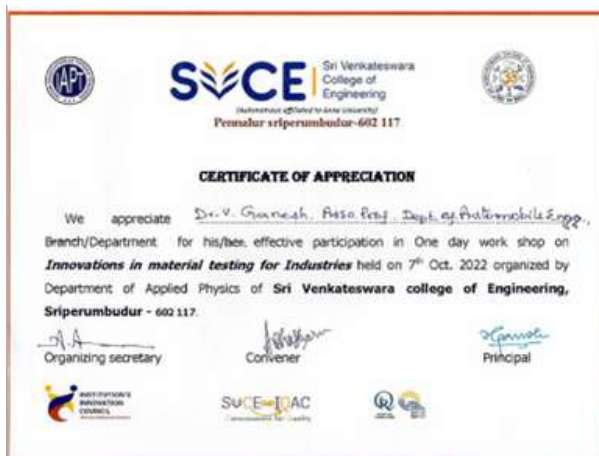 IAPT
SVCE
Sri Venkateswara
College of
Engineering
(Autonomous affiliated to Anna University)
Pennalur sriperumbudur-602 117
CERTIFICATE OF APPRECIATION
We appreciate Dr. V. Ganesh, Asso. Prof, Dept. of Automobile Engg.,
Branch/Department for his/her effective participation in One day work shop on
Innovations in material testing for Industries held on 7th Oct. 2022 organized by
Department of Applied Physics of Sri Venkateswara college of Engineering,
Sriperumbudur - 602 117.
Organizing secretary
Convener
Principal
INSTITUTION'S
INNOVATION
COUNCIL
SVCE-IQAC